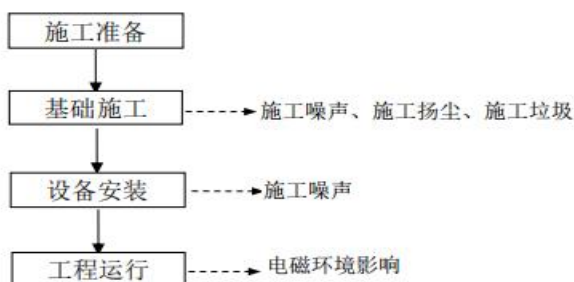 施工准备
基础施工
施工噪声、施工扬尘、施工垃圾
设备安装
施工噪声
工程运行
电磁环境影响